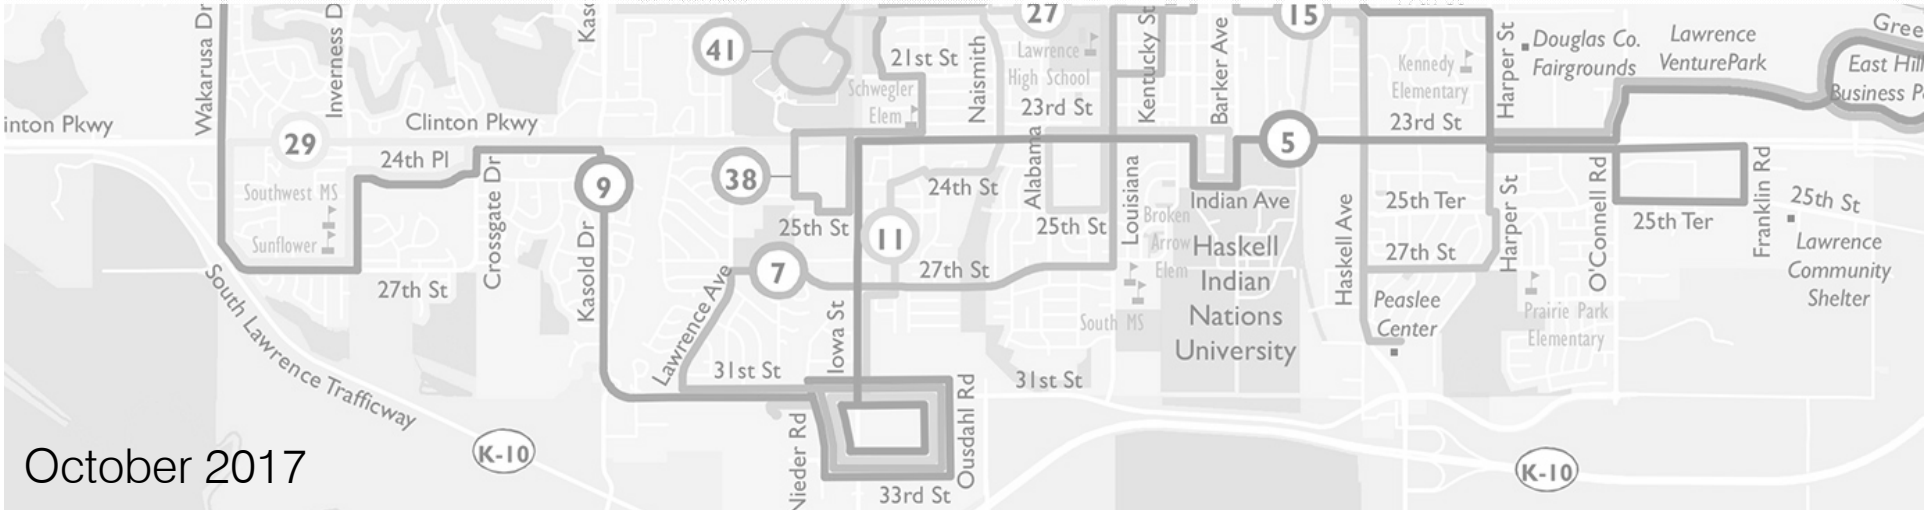 Wakarusa Dr
Inverness D
Kaso
41
21st St
Naismith
27
Lawrence
High School
23rd St
Kentucky St
Barker Ave
15
Kennedy
Elementary
23rd St
Harper St
Douglas Co.
Fairgrounds
Lawrence
VenturePark
Gree
East Hill
Business P
inton Pkwy
29
Clinton Pkwy
Schwegler
Elem
24th Pl
Southwest MS
Sunflower
Crossgate Dr
9
Kasold Dr
38
25th St
11
24th St
Alabama
25th St
Louisiana
5
Indian Ave
Broken
Arrow
Elem
Haskell
Indian
Nations
University
Haskell Ave
25th Ter
27th St
Harper St
O'Connell Rd
25th Ter
Franklin Rd
25th St
Lawrence
Community
Shelter
South Lawrence Trafficway
27th St
Lawrence Ave
7
27th St
Iowa St
South MS
Peaslee
Center
Prairie Park
Elementary
31st St
31st St
Nieder Rd
Ousdahl Rd
33rd St
K-10
K-10
October 2017